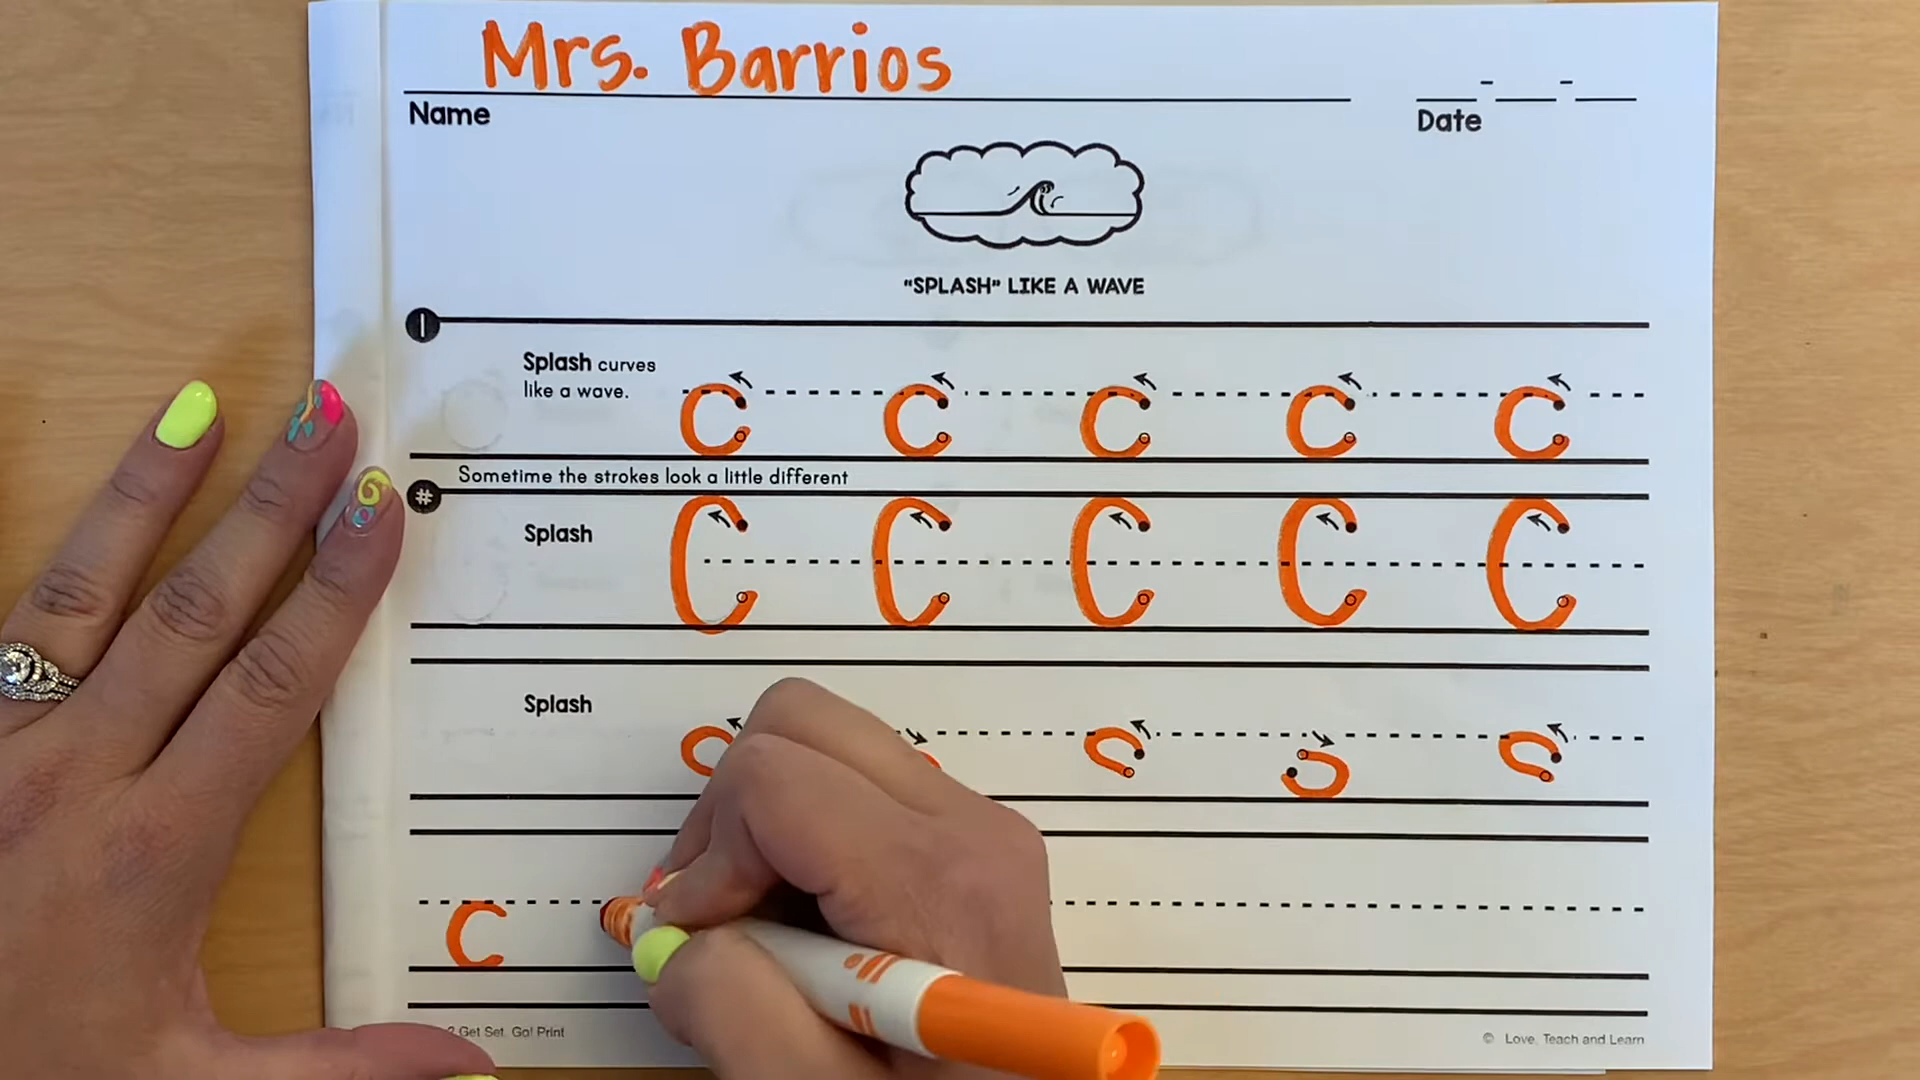 Mrs. Barrios
Name
Date
"SPLASH" LIKE A WAVE
1
Splash curves
like a wave.
c c c c c
Sometime the strokes look a little different
#
Splash
C C C C C
Splash
c
Get Set. Go! Print
© Love, Teach and Learn